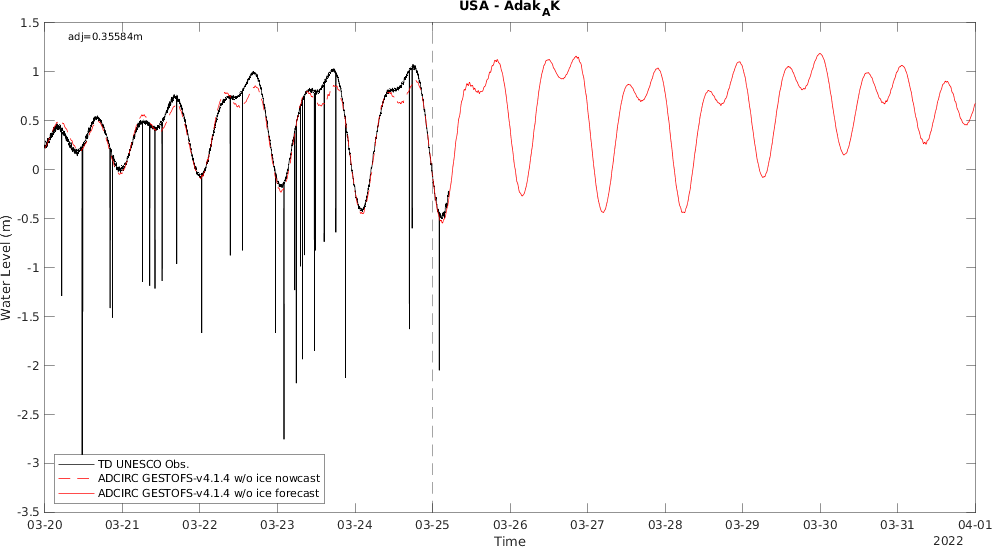 USA - Adak_AK
adj=0.35584m
1.5
1
0.5
0
-0.5
-1
-1.5
-2
-2.5
-3
-3.5
Water Level (m)
TD UNESCO Obs.
ADCIRC GESTOFS-v4.1.4 w/o ice nowcast
ADCIRC GESTOFS-v4.1.4 w/o ice forecast
03-20 03-21 03-22 03-23 03-24 03-25 03-26 03-27 03-28 03-29 03-30 03-31 04-01
Time
2022